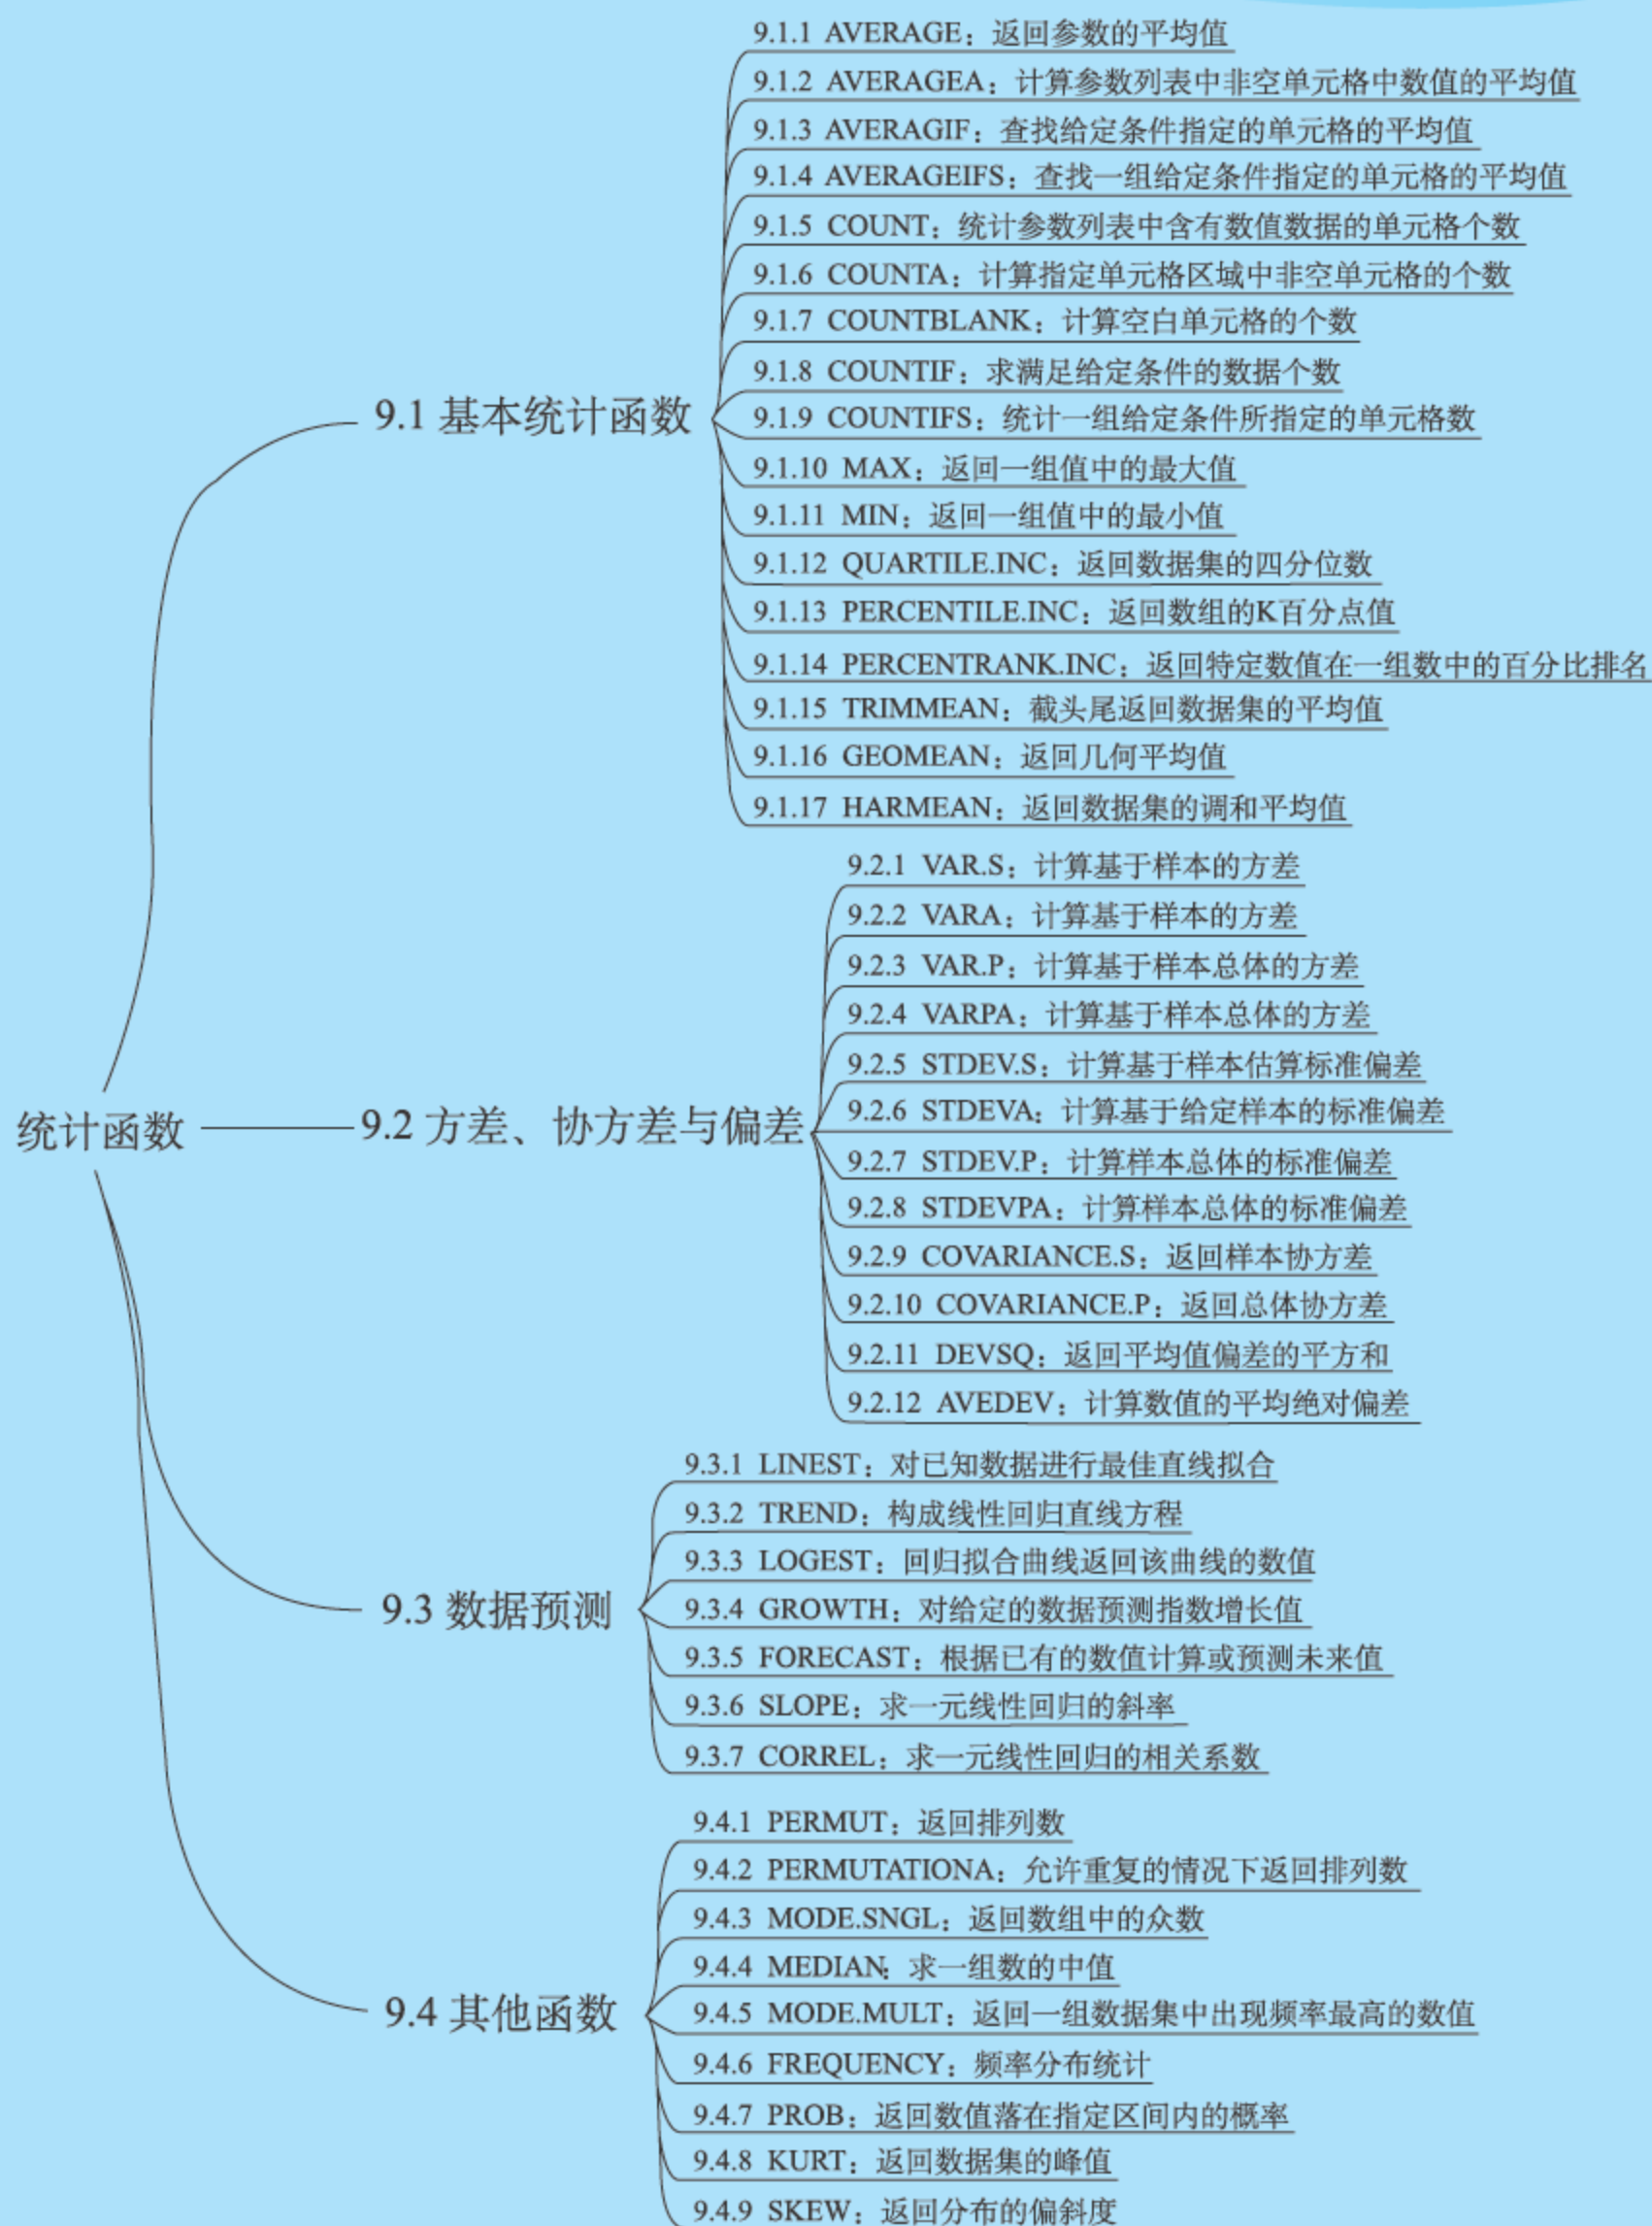 统计函数
9.1 基本统计函数
9.1.1 AVERAGE：返回参数的平均值
9.1.2 AVERAGEA：计算参数列表中非空单元格中数值的平均值
9.1.3 AVERAGIF：查找给定条件指定的单元格的平均值
9.1.4 AVERAGEIFS：查找一组给定条件指定的单元格的平均值
9.1.5 COUNT：统计参数列表中含有数值数据的单元格个数
9.1.6 COUNTA：计算指定单元格区域中非空单元格的个数
9.1.7 COUNTBLANK：计算空白单元格的个数
9.1.8 COUNTIF：求满足给定条件的数据个数
9.1.9 COUNTIFS：统计一组给定条件所指定的单元格数
9.1.10 MAX：返回一组值中的最大值
9.1.11 MIN：返回一组值中的最小值
9.1.12 QUARTILE.INC：返回数据集的四分位数
9.1.13 PERCENTILE.INC：返回数组的K百分点值
9.1.14 PERCENTRANK.INC：返回特定数值在一组数中的百分比排名
9.1.15 TRIMMEAN：截头尾返回数据集的平均值
9.1.16 GEOMEAN：返回几何平均值
9.1.17 HARMEAN：返回数据集的调和平均值
9.2 方差、协方差与偏差
9.2.1 VAR.S：计算基于样本的方差
9.2.2 VARA：计算基于样本的方差
9.2.3 VAR.P：计算基于样本总体的方差
9.2.4 VARPA：计算基于样本总体的方差
9.2.5 STDEV.S：计算基于样本估算标准偏差
9.2.6 STDEVA：计算基于给定样本的标准偏差
9.2.7 STDEV.P：计算样本总体的标准偏差
9.2.8 STDEVPA：计算样本总体的标准偏差
9.2.9 COVARIANCE.S：返回样本协方差
9.2.10 COVARIANCE.P：返回总体协方差
9.2.11 DEVSQ：返回平均值偏差的平方和
9.2.12 AVEDEV：计算数值的平均绝对偏差
9.3 数据预测
9.3.1 LINEST：对已知数据进行最佳直线拟合
9.3.2 TREND：构成线性回归直线方程
9.3.3 LOGEST：回归拟合曲线返回该曲线的数值
9.3.4 GROWTH：对给定的数据预测指数增长值
9.3.5 FORECAST：根据已有的数值计算或预测未来值
9.3.6 SLOPE：求一元线性回归的斜率
9.3.7 CORREL：求一元线性回归的相关系数
9.4 其他函数
9.4.1 PERMUT：返回排列数
9.4.2 PERMUTATIONA：允许重复的情况下返回排列数
9.4.3 MODE.SNGL：返回数组中的众数
9.4.4 MEDIAN：求一组数的中值
9.4.5 MODE.MULT：返回一组数据集中出现频率最高的数值
9.4.6 FREQUENCY：频率分布统计
9.4.7 PROB：返回数值落在指定区间内的概率
9.4.8 KURT：返回数据集的峰值
9.4.9 SKEW：返回分布的偏斜度